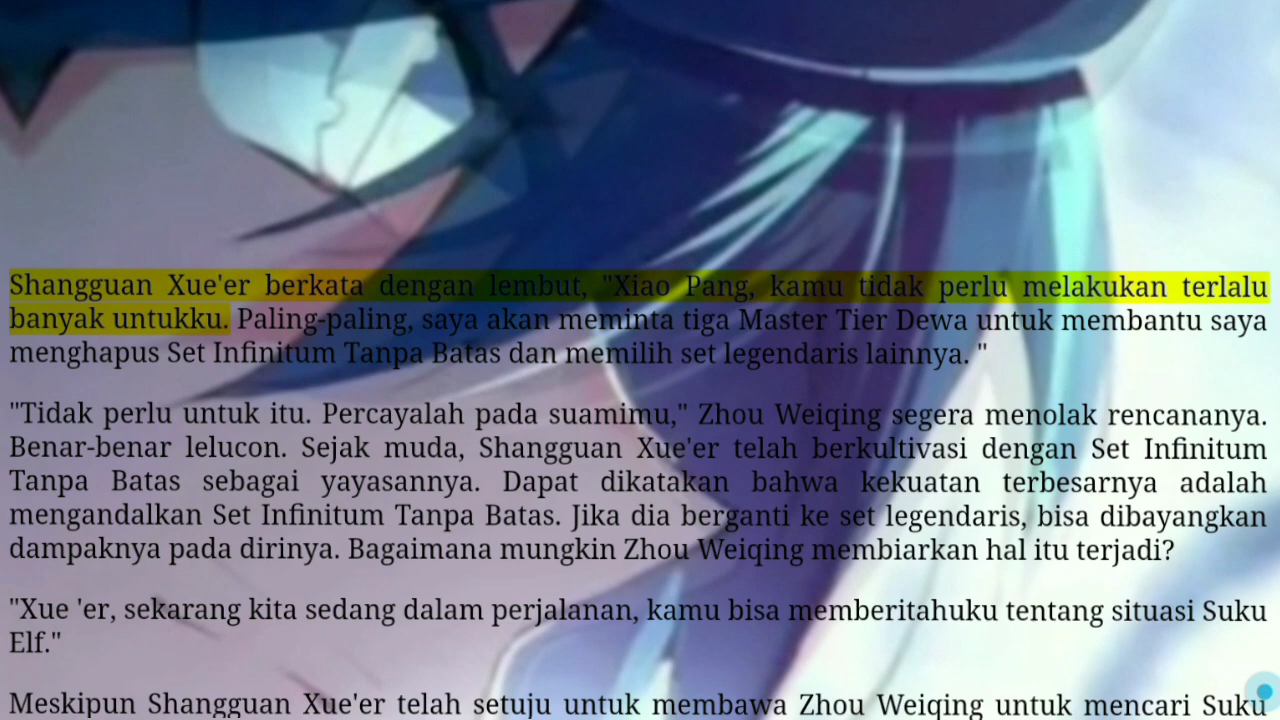 Shangguan Xue'er berkata dengan lembut, "Xiao Pang, kamu tidak perlu melakukan terlalu
banyak untukku. Paling-paling, saya akan meminta tiga Master Tier Dewa untuk membantu saya
menghapus Set Infinitum Tanpa Batas dan memilih set legendaris lainnya. "
"Tidak perlu untuk itu. Percayalah pada suamimu," Zhou Weiqing segera menolak rencananya.
Benar-benar lelucon. Sejak muda, Shangguan Xue'er telah berkultivasi dengan Set Infinitum
Tanpa Batas sebagai yayasannya. Dapat dikatakan bahwa kekuatan terbesarnya adalah
mengandalkan Set Infinitum Tanpa Batas. Jika dia berganti ke set legendaris, bisa dibayangkan
dampaknya pada dirinya. Bagaimana mungkin Zhou Weiqing membiarkan hal itu terjadi?
"Xue 'er, sekarang kita sedang dalam perjalanan, kamu bisa memberitahuku tentang situasi Suku
Elf."
Meskipun Shangguan Xue'er telah setuju untuk membawa Zhou Weiqing untuk mencari Suku